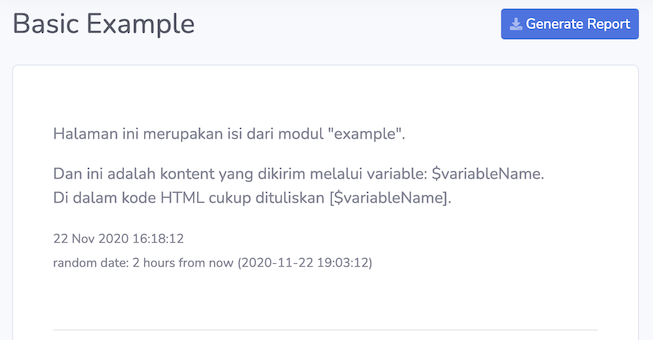 Basic Example
Generate Report
Halaman ini merupakan isi dari modul "example".
Dan ini adalah kontent yang dikirim melalui variable: $variableName.
Di dalam kode HTML cukup dituliskan [$variableName].
22 Nov 2020 16:18:12
random date: 2 hours from now (2020-11-22 19:03:12)